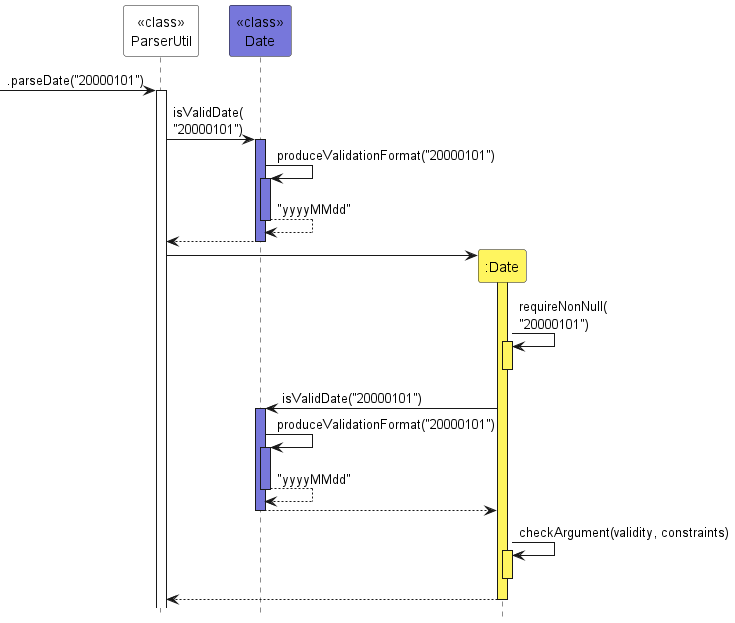 «class»
ParserUtil
«class»
Date
.parseDate("20000101")
isValidDate(
"20000101")
produceValidationFormat("20000101")
"yyyyMMdd"
:Date
requireNonNull(
"20000101")
isValidDate("20000101")
produceValidationFormat("20000101")
"yyyyMMdd"
checkArgument(validity, constraints)